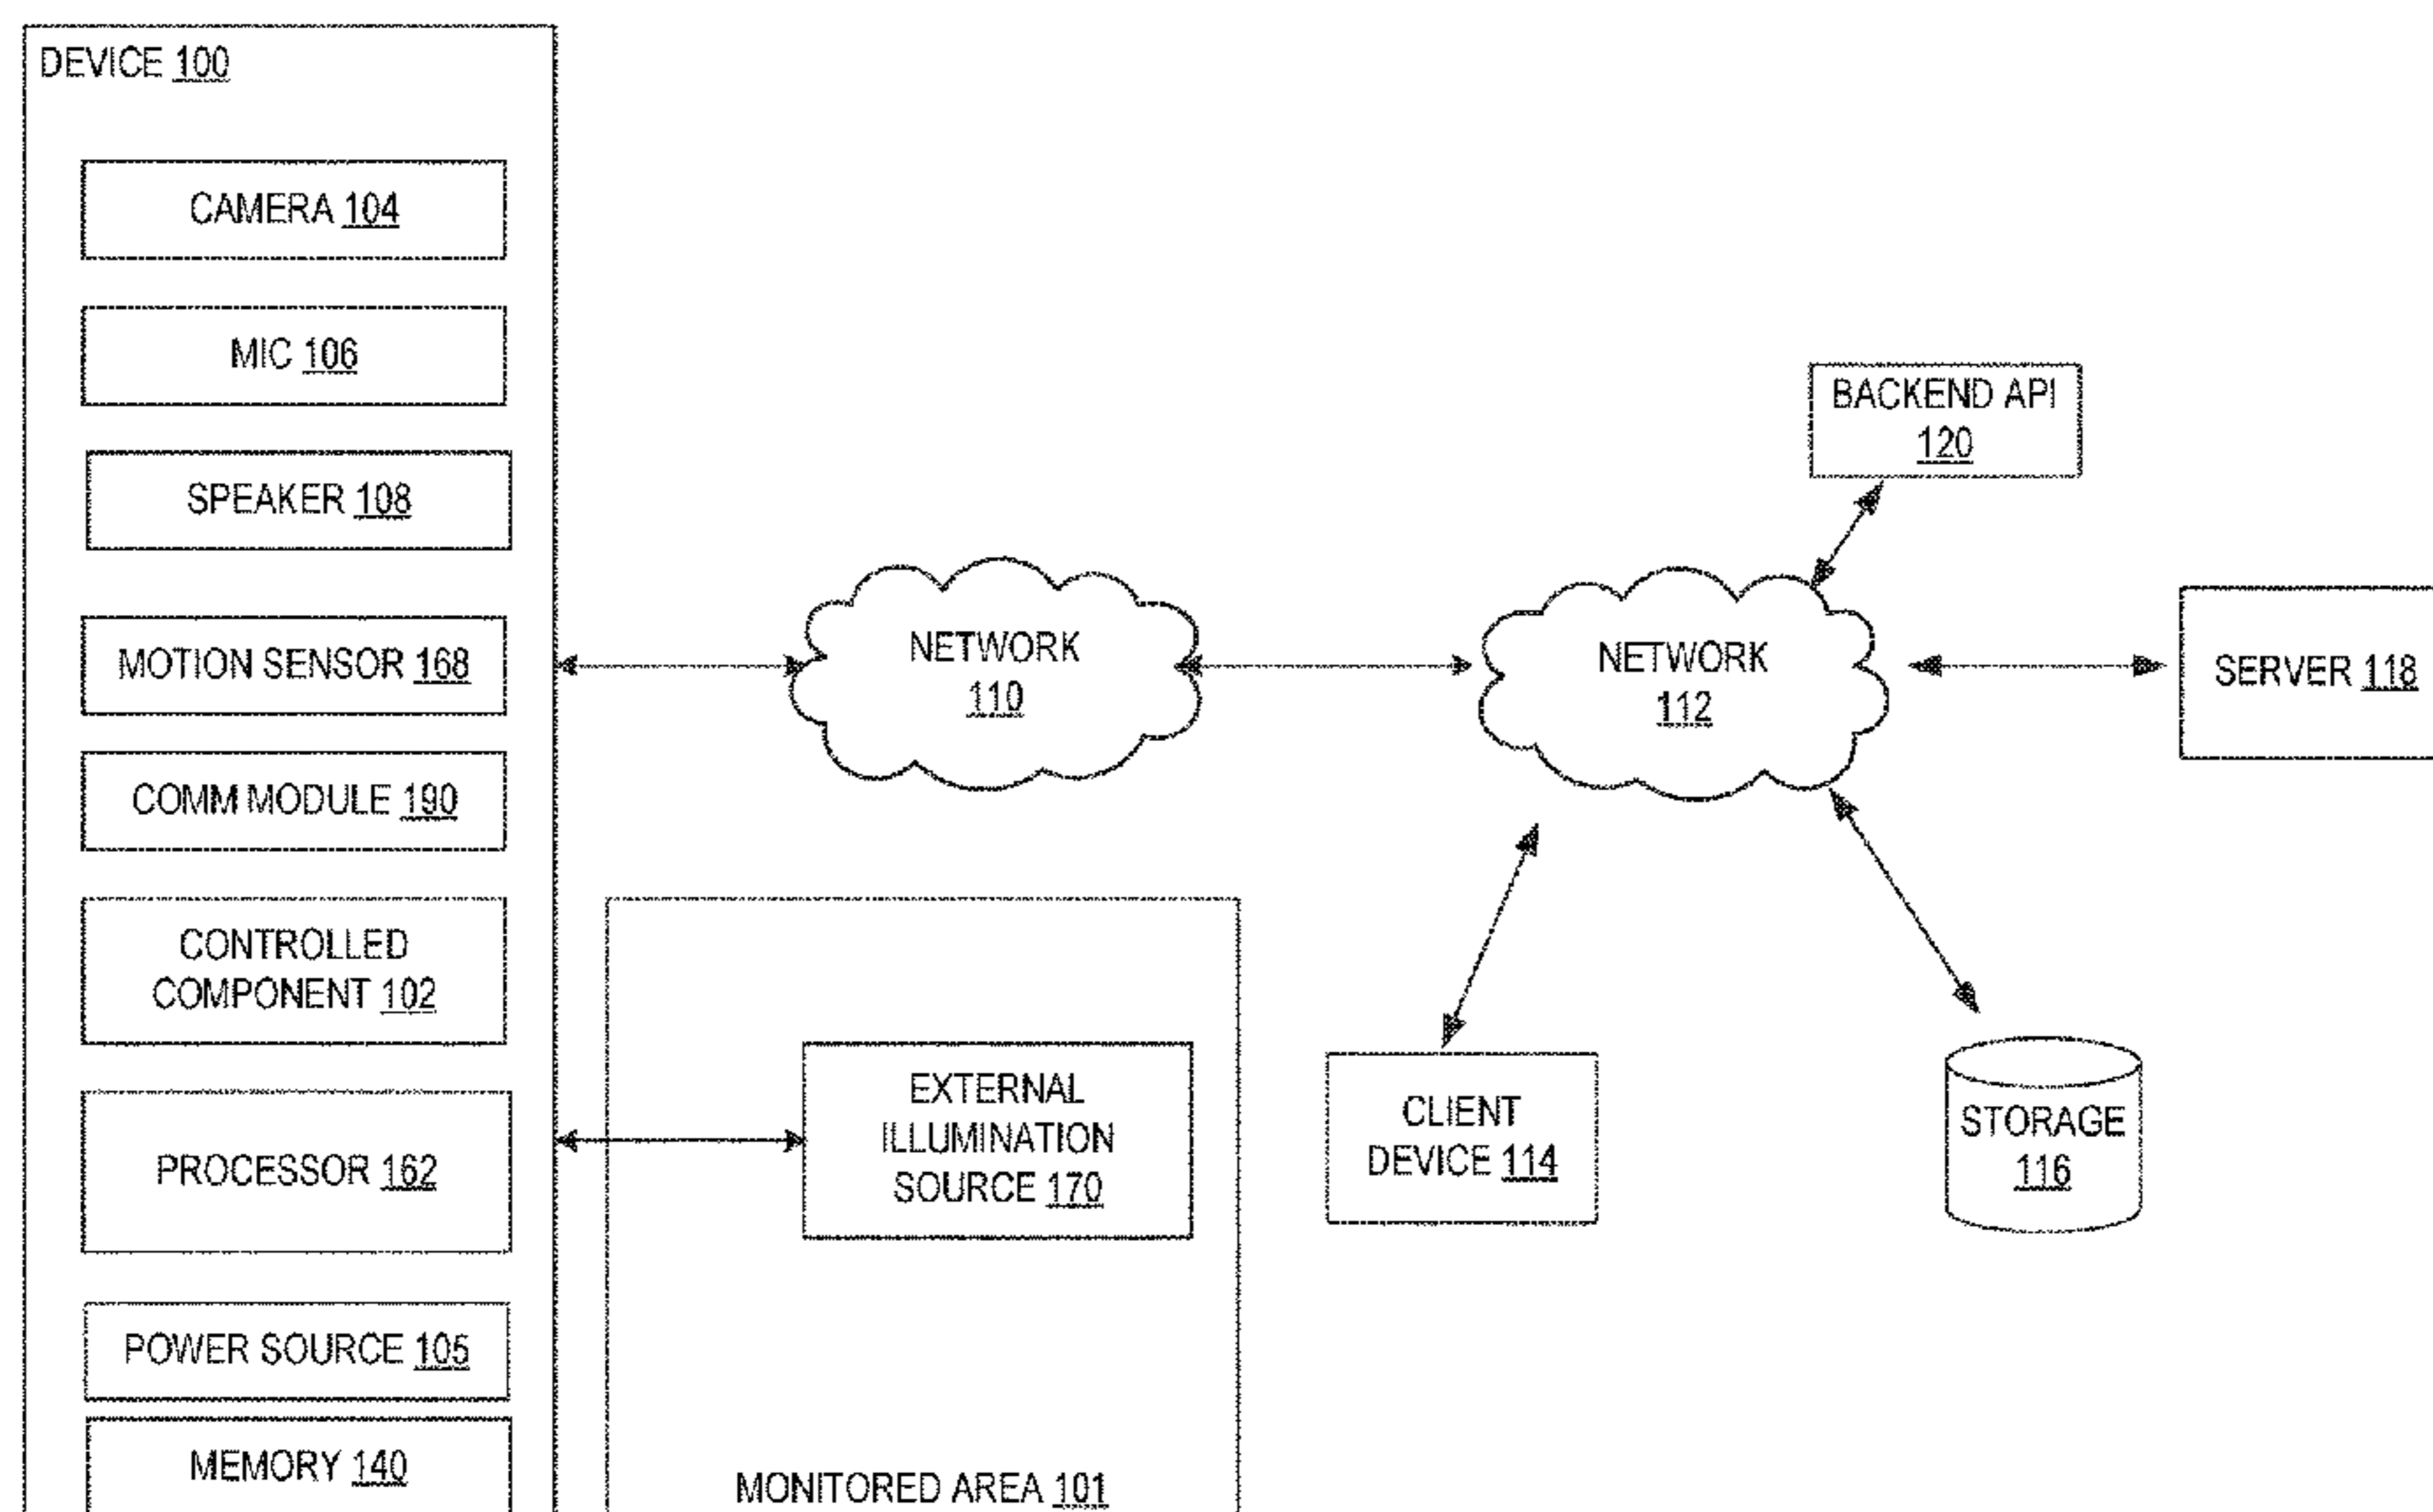 DEVICE 100
CAMERA 104
MIC 106
SPEAKER 108
MOTION SENSOR 168
COMM MODULE 190
CONTROLLED
COMPONENT 102
PROCESSOR 162
POWER SOURCE 105
MEMORY 140
NETWORK
110
EXTERNAL
ILLUMINATION
SOURCE 170
MONITORED AREA 101
BACKEND API
120
NETWORK
112
SERVER 118
CLIENT
DEVICE 114
STORAGE
116